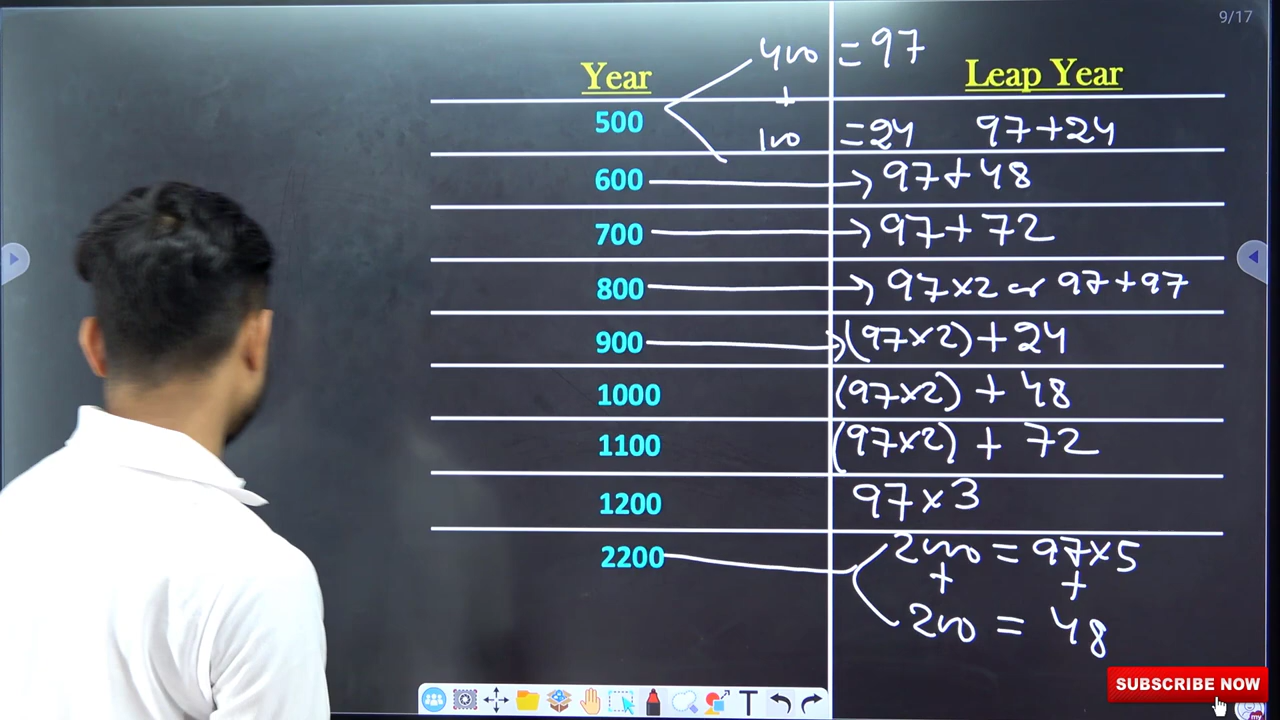 9/17
400 = 97
Year
Leap Year
+
500
100 = 24 97+24
600 → 97+48
700 → 97+72
800 → 97×2 or 97+97
900 → (97×2)+24
1000 (97×2) + 48
1100 (97×2) + 72
1200 97×3
2200 2000 = 97×5
+ +
200 = 48
T
SUBSCRIBE NOW